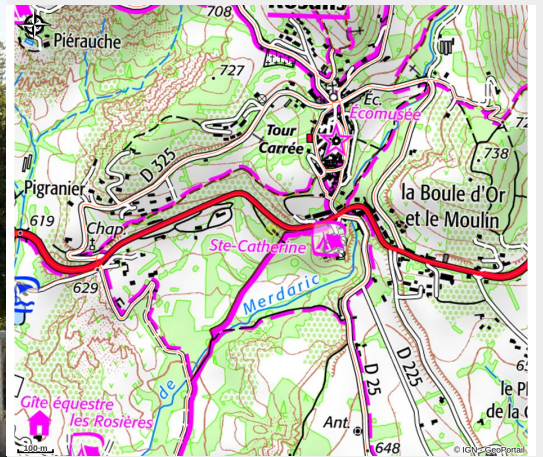 Rosans
708
Piérauche
727
Éc.
Écomusée
Tour
Carrée
738
D 325
Pigranier
la Boule d'Or
et le Moulin
619
Chap.
Ste-Catherine
629
Merdaric
de
D 25
D 225
Gîte équestre
les Rosières
Ant.
648
100 m
© IGN - GéoPortail